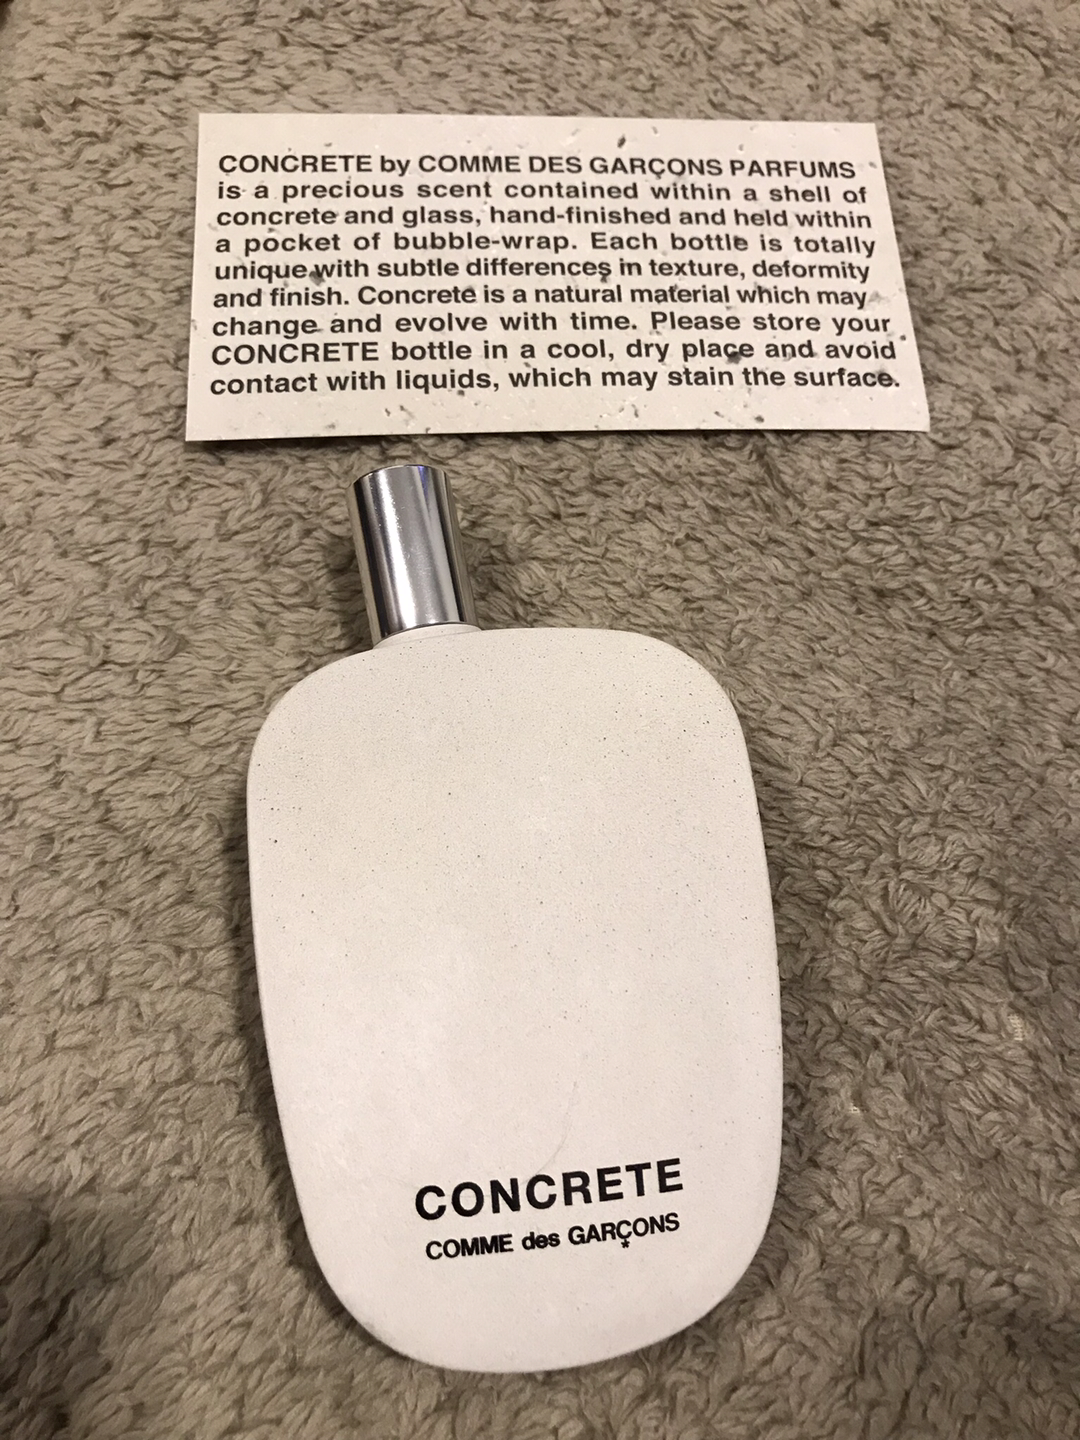 CONCRETE by COMME DES GARÇONS PARFUMS
is a precious scent contained within a shell of
concrete and glass, hand-finished and held within
a pocket of bubble-wrap. Each bottle is totally
unique with subtle differences in texture, deformity
and finish. Concrete is a natural material which may
change and evolve with time. Please store your
CONCRETE bottle in a cool, dry place and avoid
contact with liquids, which may stain the surface.
CONCRETE
COMME des GARÇONS